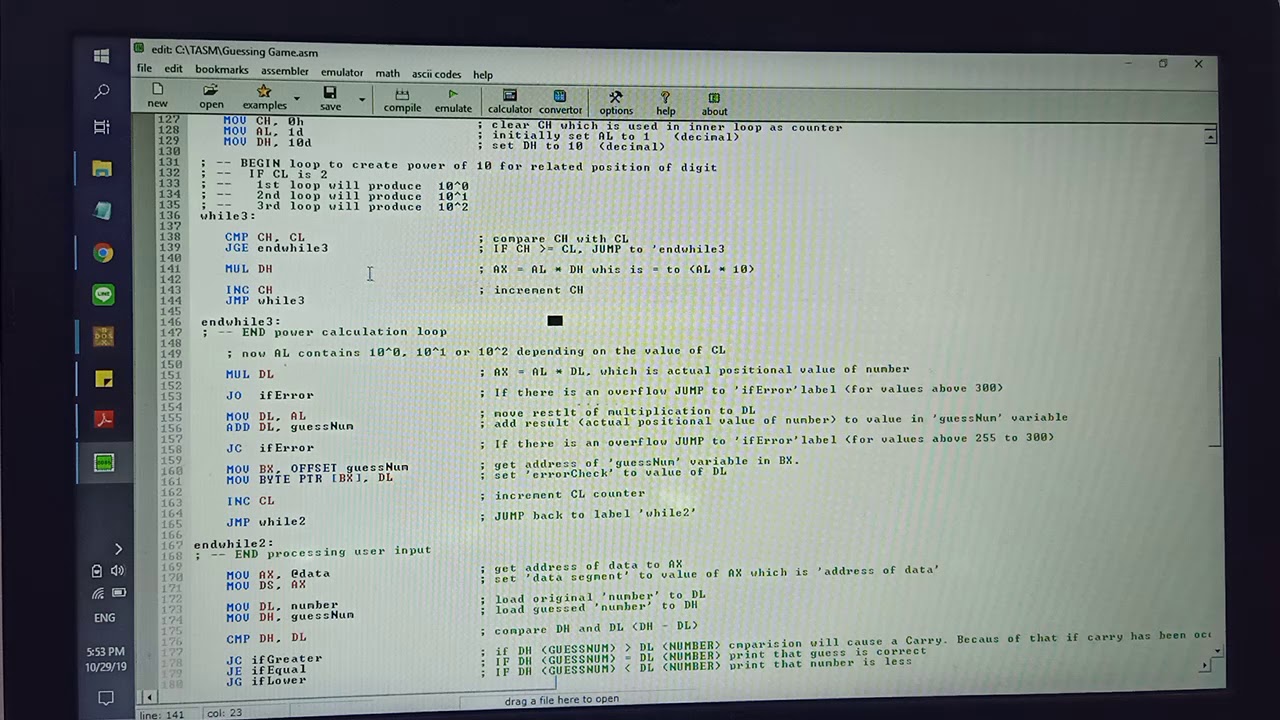 edit: C:\TASM\Guessing Game.asm
file edit bookmarks assembler emulator math ascii codes help
new open examples save compile emulate calculator convertor options help about
127 MOV CH, 0h ; clear CH which is used in inner loop as counter
128 MOV AL, 1d ; initially set AL to 1 (decimal)
129 MOV DH, 10d ; set DH to 10 (decimal)
130
131 ; -- BEGIN loop to create power of 10 for related position of digit
132 ; -- IF CL is 2
133 ; -- 1st loop will produce 10^0
134 ; -- 2nd loop will produce 10^1
135 ; -- 3rd loop will produce 10^2
136 while3:
137
138 CMP CH, CL ; compare CH with CL
139 JGE endwhile3 ; IF CH >= CL, JUMP to 'endwhile3
140
141 MUL DH ; AX = AL * DH whis is = to (AL * 10)
142
143 INC CH ; increment CH
144 JMP while3
145
146 endwhile3:
147 ; -- END power calculation loop
148
149 ; now AL contains 10^0, 10^1 or 10^2 depending on the value of CL
150
151 MUL DL ; AX = AL * DL, which is actual positional value of number
152
153 JO ifError ; If there is an overflow JUMP to 'ifError'label (for values above 300)
154
155 MOV DL, AL ; move restlt of multiplication to DL
156 ADD DL, guessNum ; add result (actual positional value of number) to value in 'guessNum' variable
157
158 JC ifError ; If there is an overflow JUMP to 'ifError'label (for values above 255 to 300)
159
160 MOV BX, OFFSET guessNum ; get address of 'guessNum' variable in BX.
161 MOV BYTE PTR [BX], DL ; set 'errorCheck' to value of DL
162
163 INC CL ; increment CL counter
164
165 JMP while2 ; JUMP back to label 'while2'
166
167 endwhile2:
168 ; -- END processing user input
169
170 MOV AX, @data ; get address of data to AX
171 MOV DS, AX ; set 'data segment' to value of AX which is 'address of data'
172
173 MOV DL, number ; load original 'number' to DL
174 MOV DH, guessNum ; load guessed 'number' to DH
175
176 CMP DH, DL ; compare DH and DL (DH - DL)
177
178 JC ifGreater ; if DH (GUESSNUM) > DL (NUMBER) cmparision will cause a Carry. Becaus of that if carry has been occ
179 JE ifEqual ; IF DH (GUESSNUM) = DL (NUMBER) print that guess is correct
180 JG ifLower ; IF DH (GUESSNUM) < DL (NUMBER) print that number is less
drag a file here to open
line: 141 col: 23
ENG
5:53 PM
10/29/19